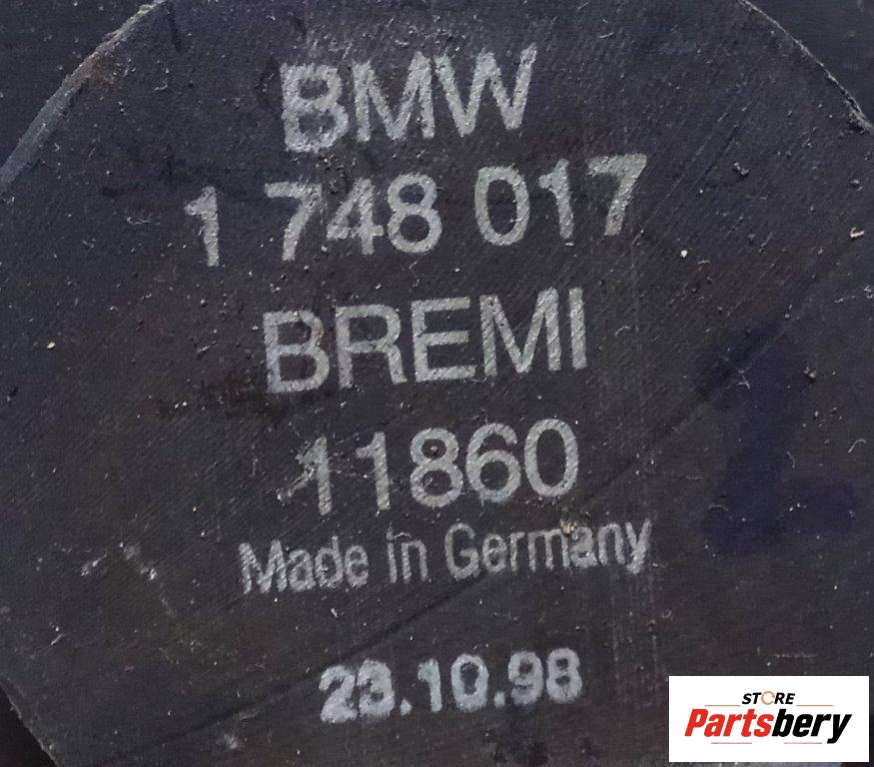 BMW
1 748 017
BREMI
11860
Made in Germany
23.10.98
STORE
Partsbery